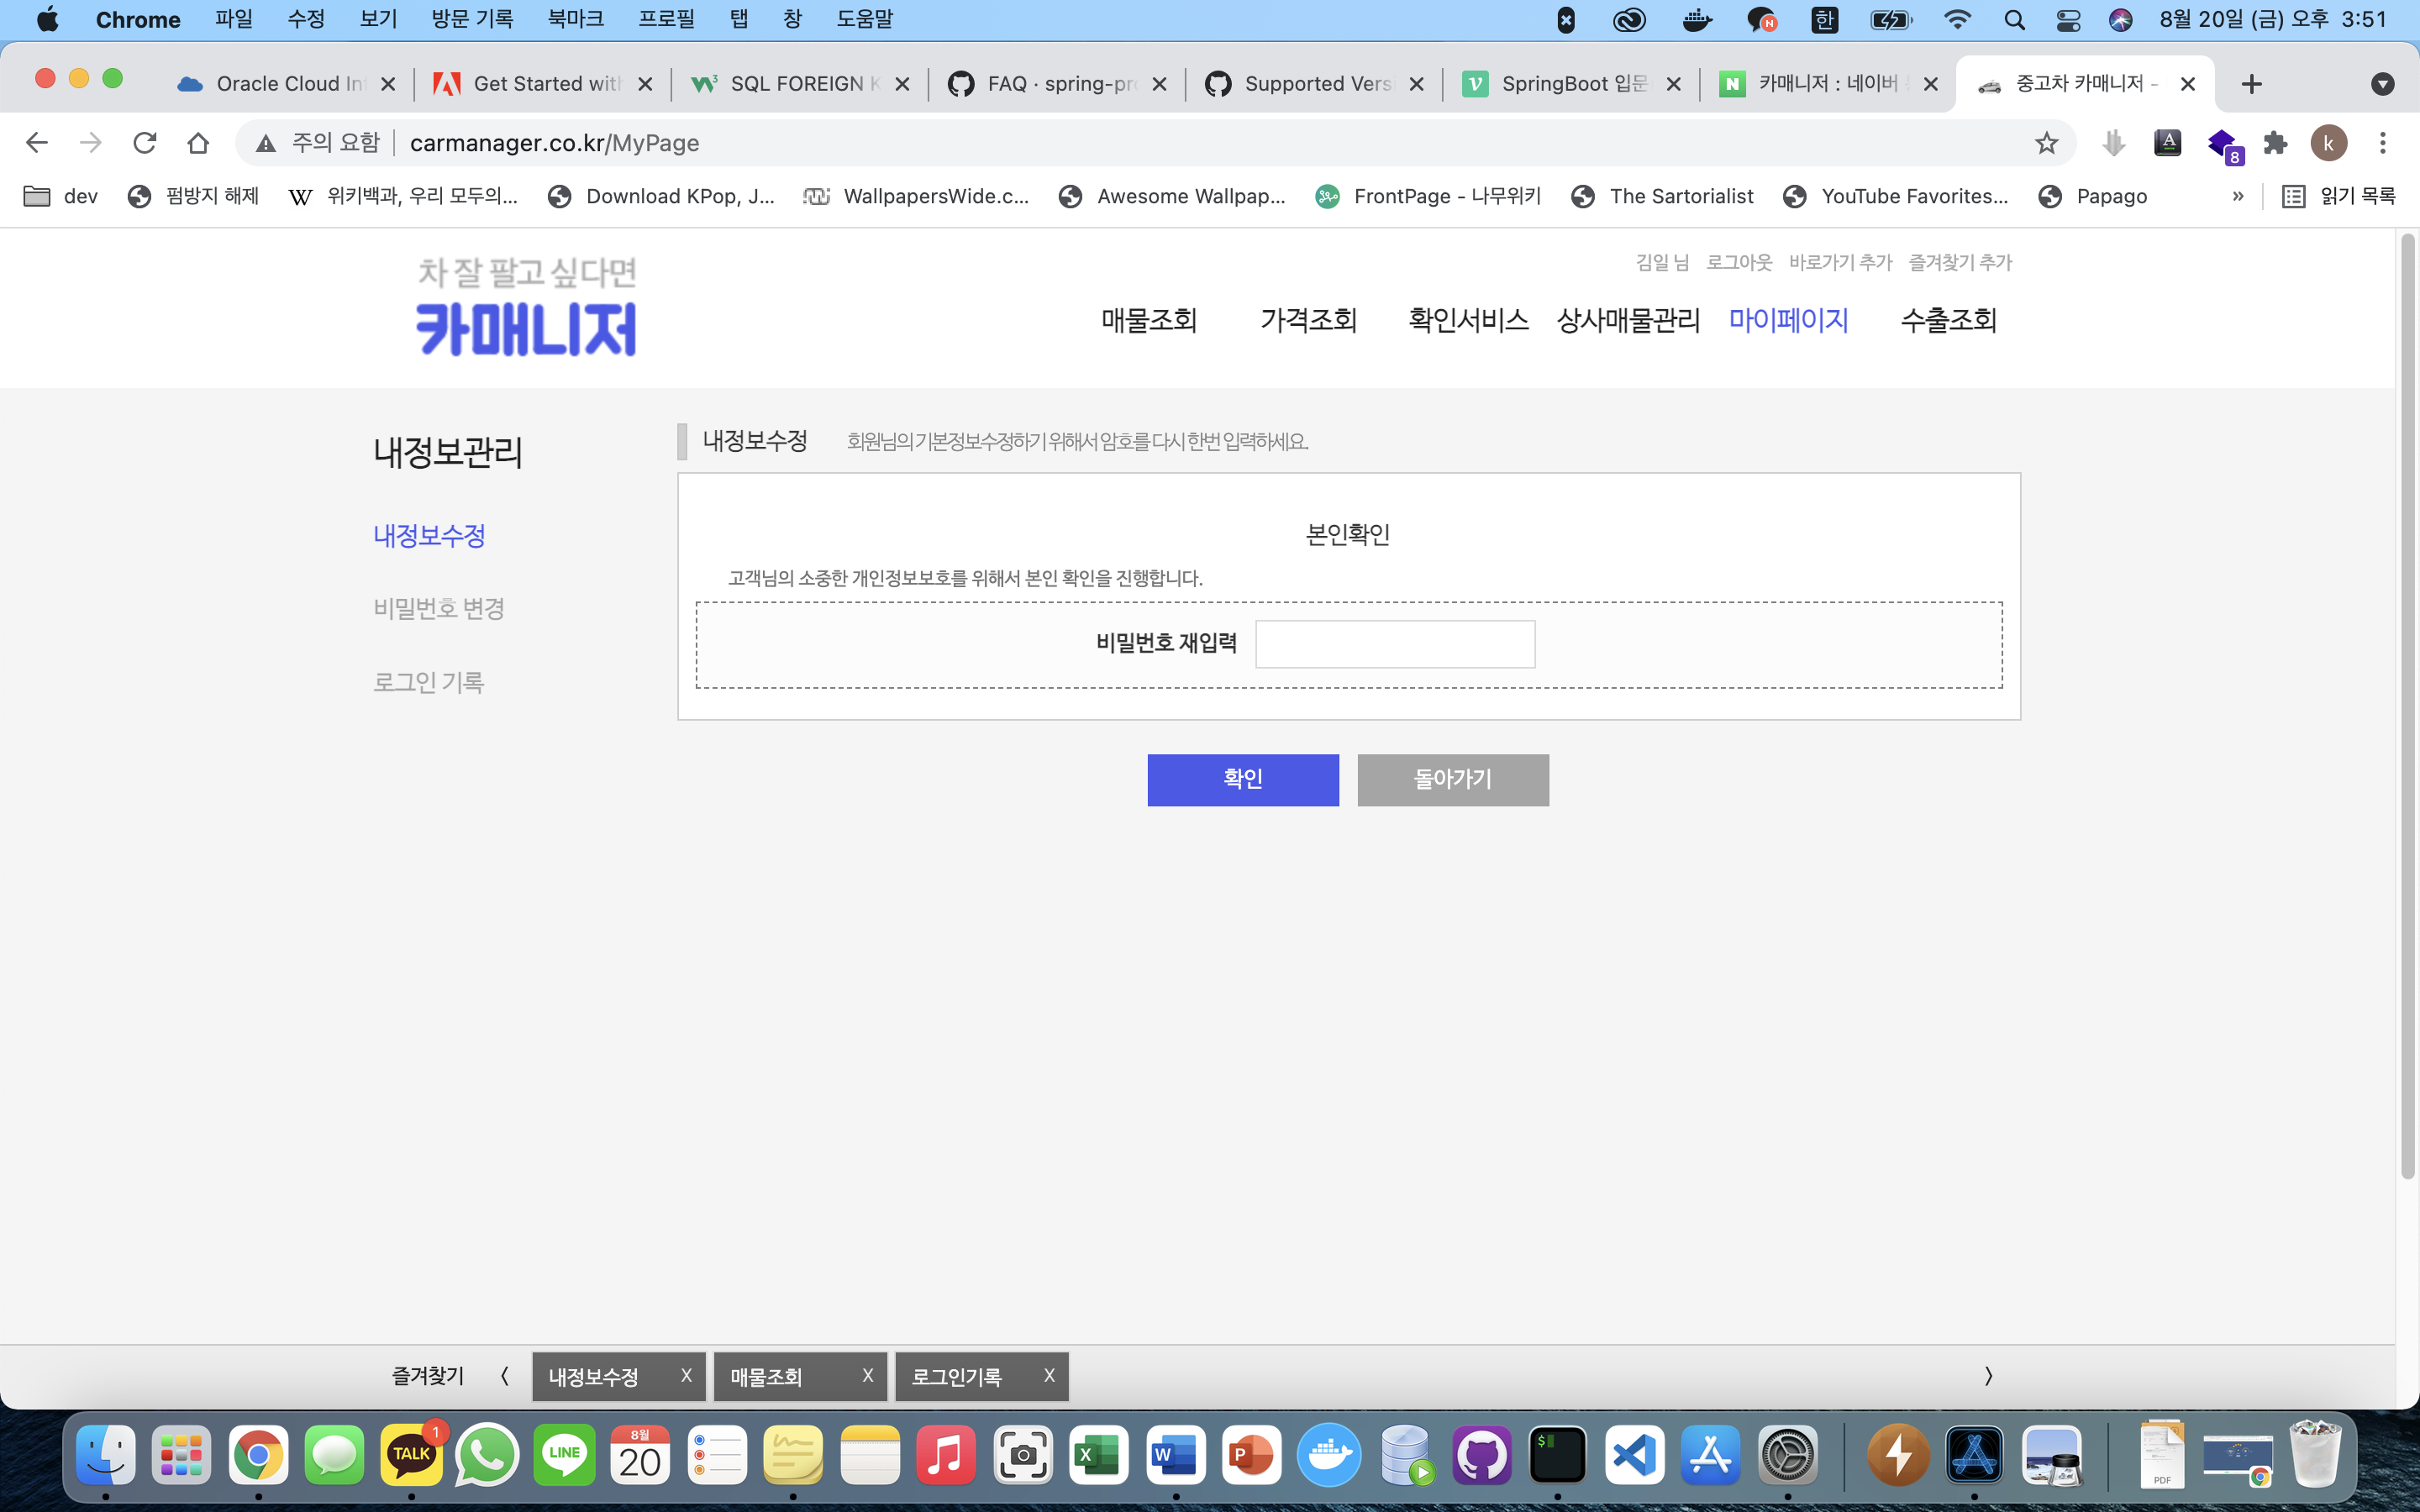 Chrome 파일 수정 보기 방문 기록 북마크 프로필 탭 창 도움말 한 8월 20일 (금) 오후 3:51
Oracle Cloud In Get Started with SQL FOREIGN K FAQ · spring-pro Supported Vers SpringBoot 입문 카매니저 : 네이버 중고차 카매니저 -
주의 요함 carmanager.co.kr/MyPage A 8 k
dev 펌방지 해제 W 위키백과, 우리 모두의... Download KPop, J... WallpapersWide.c... Awesome Wallpap... FrontPage - 나무위키 The Sartorialist YouTube Favorites... Papago » 읽기 목록
김일 님 로그아웃 바로가기 추가 즐겨찾기 추가
차 잘 팔고 싶다면
카매니저
매물조회 가격조회 확인서비스 상사매물관리 마이페이지 수출조회
내정보관리
내정보수정
비밀번호 변경
로그인 기록
내정보수정 회원님의 기본정보수정하기 위해서 암호를 다시 한번 입력하세요.
본인확인
고객님의 소중한 개인정보보호를 위해서 본인 확인을 진행합니다.
비밀번호 재입력
확인 돌아가기
즐겨찾기 〈 내정보수정 X 매물조회 X 로그인기록 X 〉
TALK 1 LINE 8월 20 X W P $ PDF